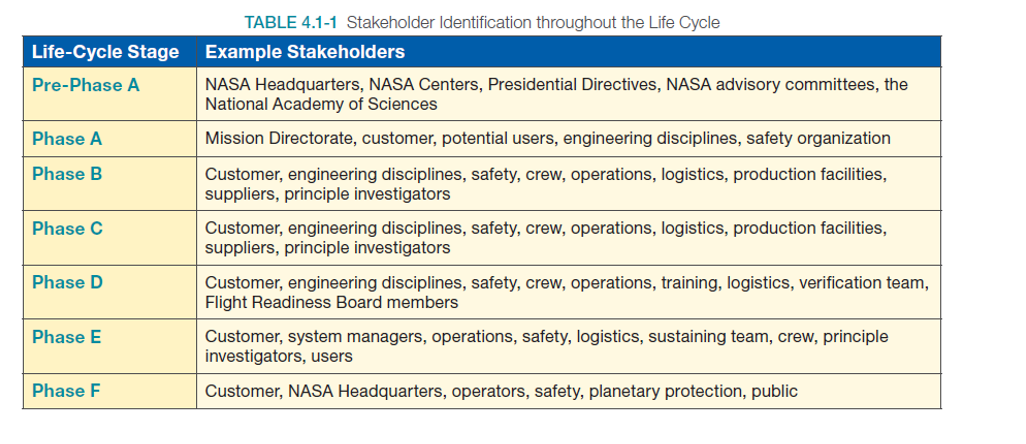 TABLE 4.1-1 Stakeholder Identification throughout the Life Cycle
Life-Cycle Stage Example Stakeholders
Pre-Phase A NASA Headquarters, NASA Centers, Presidential Directives, NASA advisory committees, the
National Academy of Sciences
Phase A Mission Directorate, customer, potential users, engineering disciplines, safety organization
Phase B Customer, engineering disciplines, safety, crew, operations, logistics, production facilities,
suppliers, principle investigators
Phase C Customer, engineering disciplines, safety, crew, operations, logistics, production facilities,
suppliers, principle investigators
Phase D Customer, engineering disciplines, safety, crew, operations, training, logistics, verification team,
Flight Readiness Board members
Phase E Customer, system managers, operations, safety, logistics, sustaining team, crew, principle
investigators, users
Phase F Customer, NASA Headquarters, operators, safety, planetary protection, public